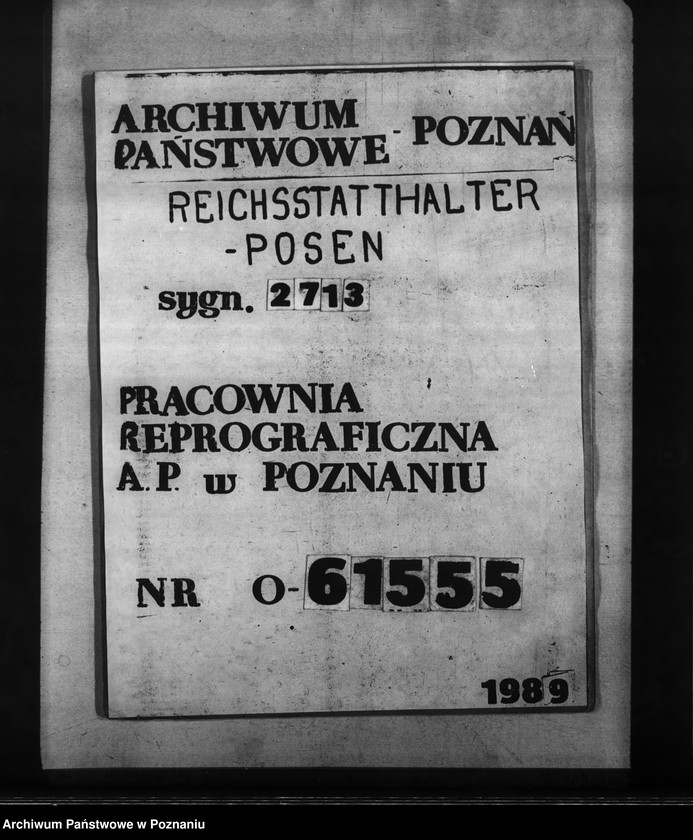 ARCHIWUM
PAŃSTWOWE - POZNAŃ
REICHSSTATTHALTER
-POSEN
sygn. 2713
PRACOWNIA
REPROGRAFICZNA
A.P. w POZNANIU
NR O-61555
1989
Archiwum Państwowe w Poznaniu